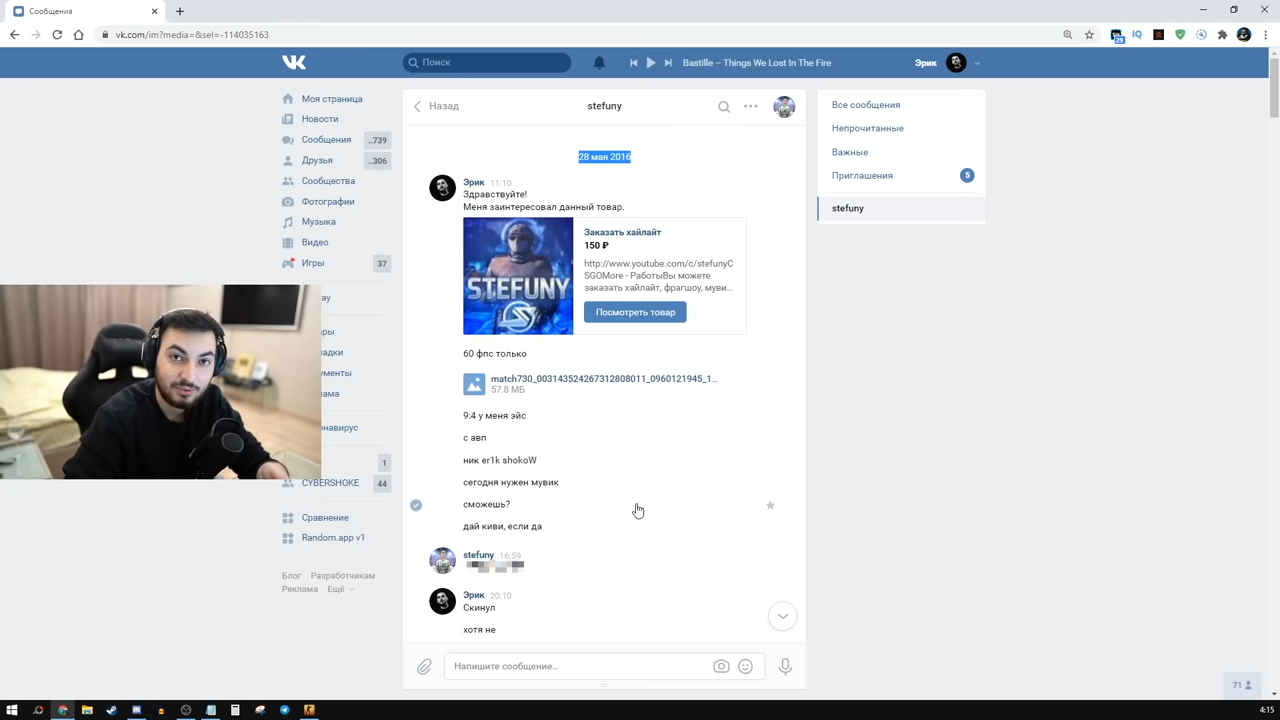 Сообщения
vk.com/im?media=&sel=-114035163
29
IQ
Поиск
Bastille – Things We Lost In The Fire
Эрик
Моя страница
Новости
Сообщения
..739
Друзья
..306
Сообщества
Фотографии
Музыка
Видео
Игры
37
1
CYBERSHOKE
44
Сравнение
Random.app v1
Блог
Разработчикам
Реклама
Ещё
Назад
stefuny
28 мая 2016
Эрик 11:10
Здравствуйте!
Меня заинтересовал данный товар.
STEFUNY
Заказать хайлайт
150 ₽
http://www.youtube.com/c/stefunyC
SGOMore - РаботыВы можете
заказать хайлайт, фрагшоу, муви...
Посмотреть товар
60 фпс только
match730_003143524267312808011_0960121945_1...
57.8 МБ
9:4 у меня эйс
с авп
ник er1k shokoW
сегодня нужен мувик
сможешь?
дай киви, если да
stefuny 16:59
Эрик 20:10
Скинул
хотя не
Напишите сообщение...
Все сообщения
Непрочитанные
Важные
Приглашения
5
stefuny
71
4:15